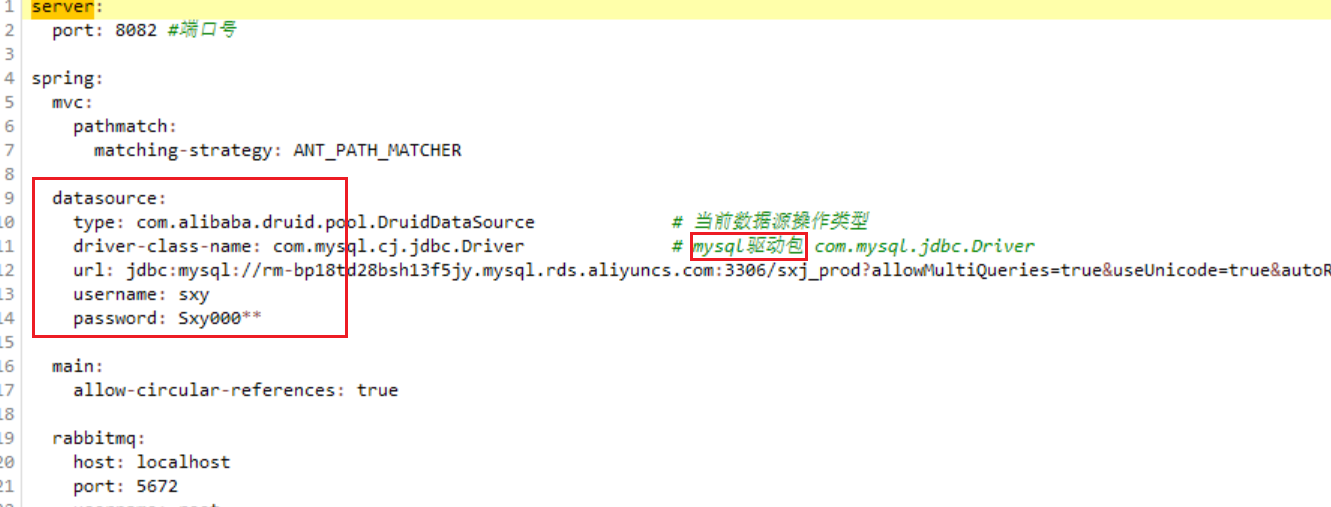 1 server:
2 port: 8082 #端口号
3
4 spring:
5 mvc:
6 pathmatch:
7 matching-strategy: ANT_PATH_MATCHER
8
9 datasource:
10 type: com.alibaba.druid.pool.DruidDataSource # 当前数据源操作类型
11 driver-class-name: com.mysql.cj.jdbc.Driver # mysql驱动包 com.mysql.jdbc.Driver
12 url: jdbc:mysql://rm-bp18td28bsh13f5jy.mysql.rds.aliyuncs.com:3306/sxj_prod?allowMultiQueries=true&useUnicode=true&autoR
13 username: sxy
14 password: Sxy000**
15
16 main:
17 allow-circular-references: true
18
19 rabbitmq:
20 host: localhost
21 port: 5672